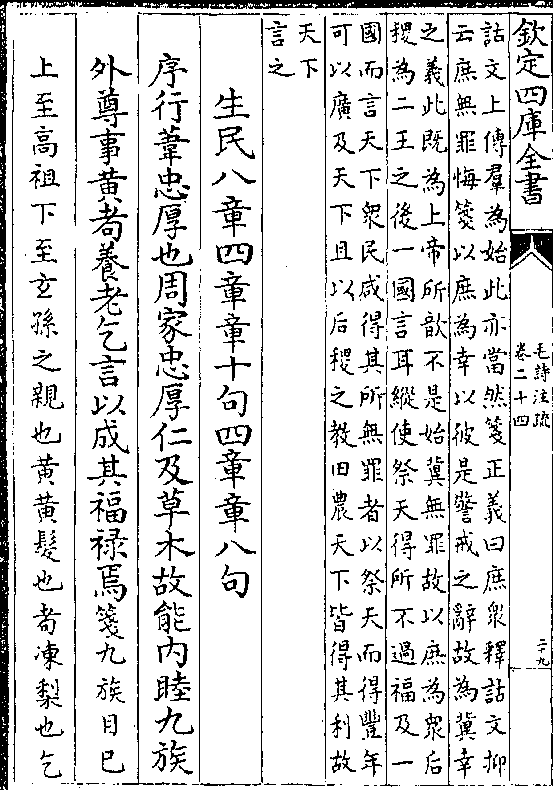 欽定四庫全書
毛詩注疏
卷二十四
二十九
詁文上傳羣為始此亦當然箋正義曰庶衆釋詁文抑
云庶無罪悔箋以庶為幸以彼是警戒之辭故為冀幸
之義此既為上帝所歆不是始冀無罪故以庶為衆后
稷為二王之後一國言耳縱使祭天得所不過福及一
國而言天下衆民咸得其所無罪者以祭天而得豐年
可以廣及天下且以后稷之教田農天下皆得其利故
天下
言之
生民八章四章章十句四章章八句
序行葦忠厚也周家忠厚仁及草木故能内睦九族
外尊事黄耉養老乞言以成其福禄焉箋九族自己
上至高祖下至玄孫之親也黄黄髮也耉凍棃也乞